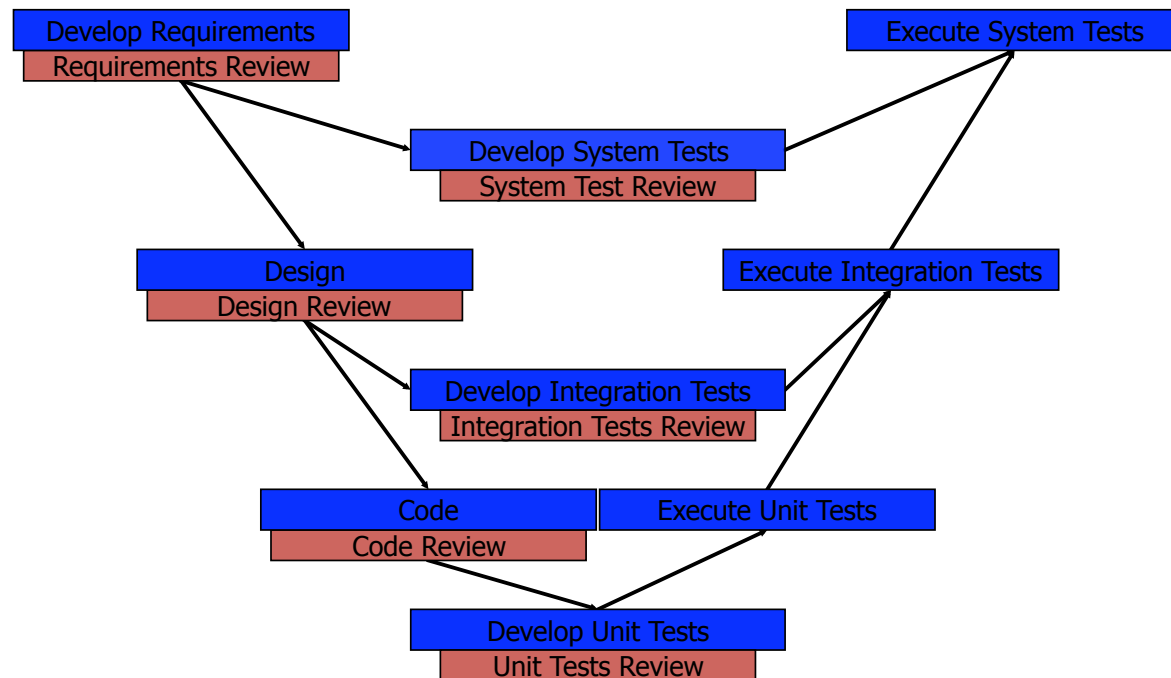 Develop Requirements
Requirements Review
Execute System Tests
Develop System Tests
System Test Review
Design
Design Review
Execute Integration Tests
Develop Integration Tests
Integration Tests Review
Code
Code Review
Execute Unit Tests
Develop Unit Tests
Unit Tests Review